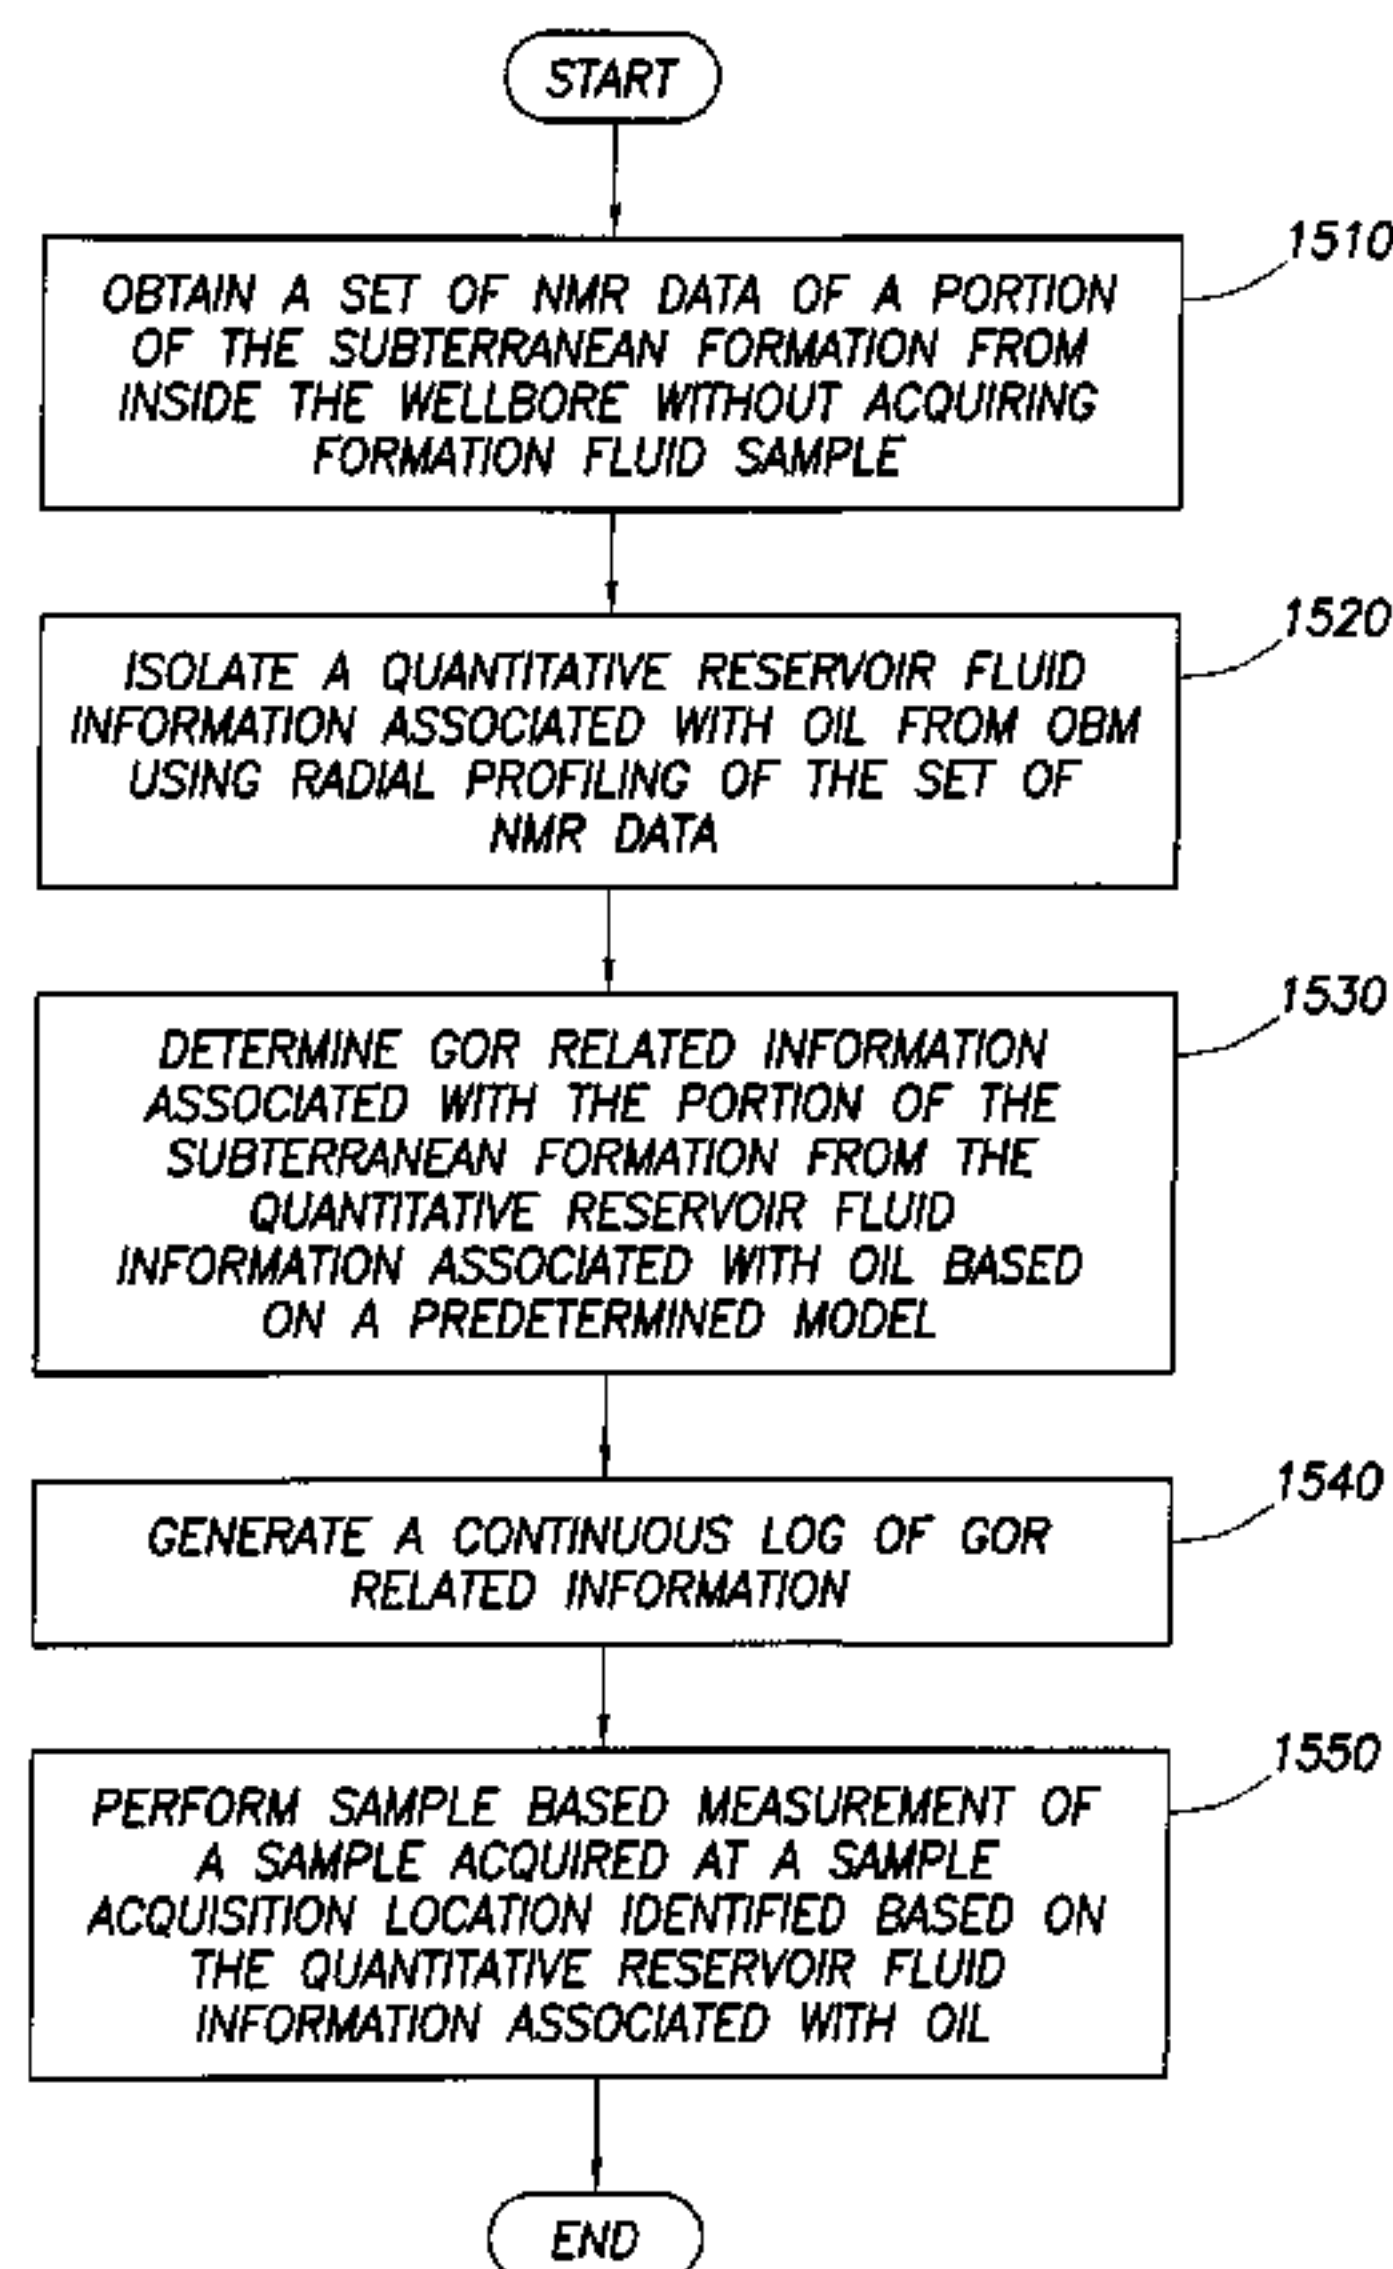 START
1510
OBTAIN A SET OF NMR DATA OF A PORTION
OF THE SUBTERRANEAN FORMATION FROM
INSIDE THE WELLBORE WITHOUT ACQUIRING
FORMATION FLUID SAMPLE
1520
ISOLATE A QUANTITATIVE RESERVOIR FLUID
INFORMATION ASSOCIATED WITH OIL FROM OBM
USING RADIAL PROFILING OF THE SET OF
NMR DATA
1530
DETERMINE GOR RELATED INFORMATION
ASSOCIATED WITH THE PORTION OF THE
SUBTERRANEAN FORMATION FROM THE
QUANTITATIVE RESERVOIR FLUID
INFORMATION ASSOCIATED WITH OIL BASED
ON A PREDETERMINED MODEL
1540
GENERATE A CONTINUOUS LOG OF GOR
RELATED INFORMATION
1550
PERFORM SAMPLE BASED MEASUREMENT OF
A SAMPLE ACQUIRED AT A SAMPLE
ACQUISITION LOCATION IDENTIFIED BASED ON
THE QUANTITATIVE RESERVOIR FLUID
INFORMATION ASSOCIATED WITH OIL
END